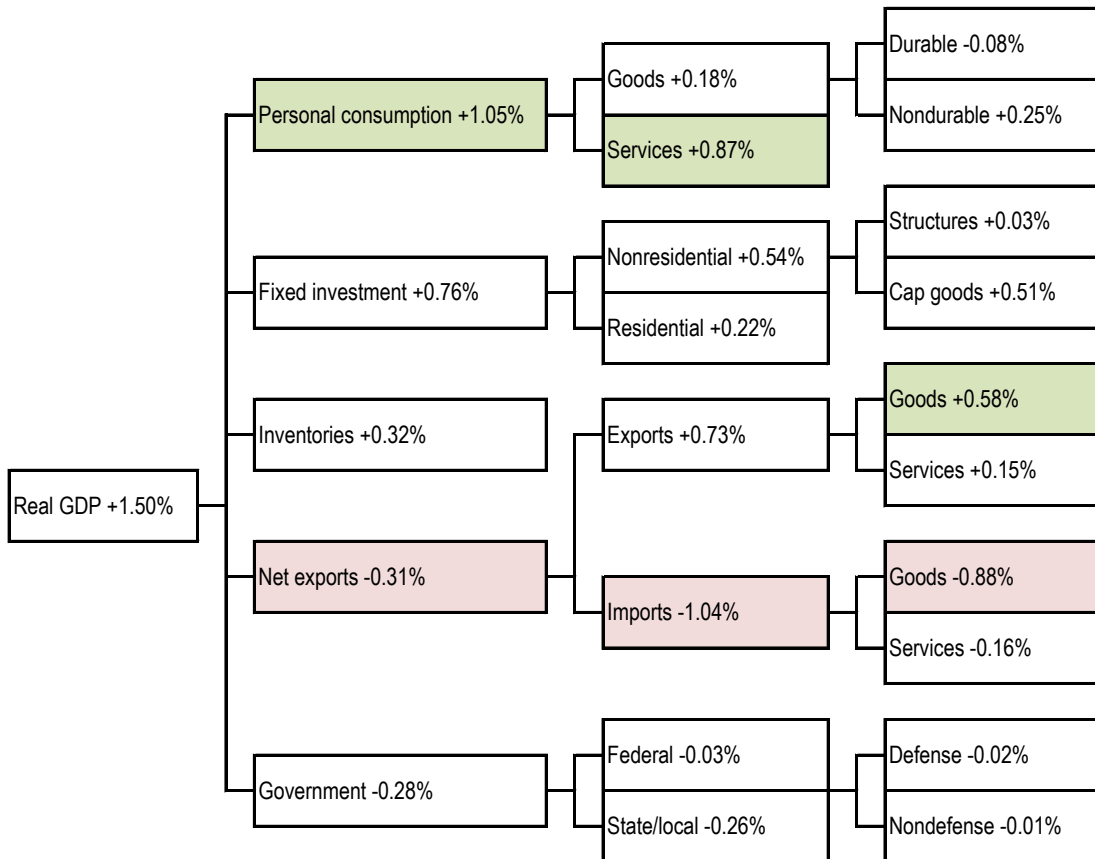 Real GDP +1.50%
Personal consumption +1.05%
Goods +0.18%
Durable -0.08%
Nondurable +0.25%
Services +0.87%
Fixed investment +0.76%
Nonresidential +0.54%
Structures +0.03%
Cap goods +0.51%
Residential +0.22%
Inventories +0.32%
Net exports -0.31%
Exports +0.73%
Goods +0.58%
Services +0.15%
Imports -1.04%
Goods -0.88%
Services -0.16%
Government -0.28%
Federal -0.03%
State/local -0.26%
Defense -0.02%
Nondefense -0.01%